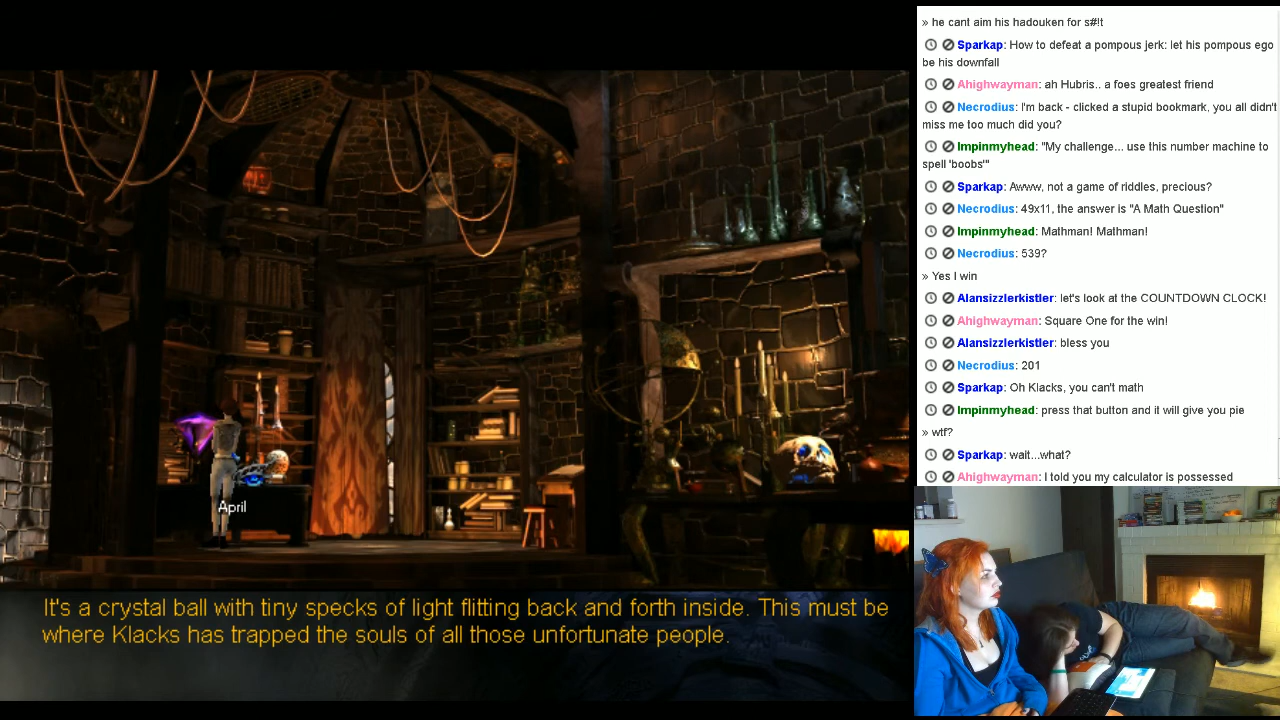 » he cant aim his hadouken for s#!t
Sparkap: How to defeat a pompous jerk: let his pompous ego
be his downfall
Ahighwayman: ah Hubris.. a foes greatest friend
Necrodius: I'm back - clicked a stupid bookmark, you all didn't
miss me too much did you?
Impinmyhead: "My challenge... use this number machine to
spell 'boobs'"
Sparkap: Awww, not a game of riddles, precious?
Necrodius: 49x11, the answer is "A Math Question"
Impinmyhead: Mathman! Mathman!
Necrodius: 539?
» Yes I win
Alansizzlerkistler: let's look at the COUNTDOWN CLOCK!
Ahighwayman: Square One for the win!
Alansizzlerkistler: bless you
Necrodius: 201
Sparkap: Oh Klacks, you can't math
Impinmyhead: press that button and it will give you pie
» wtf?
Sparkap: wait...what?
Ahighwayman: I told you my calculator is possessed
April
It's a crystal ball with tiny specks of light flitting back and forth inside. This must be
where Klacks has trapped the souls of all those unfortunate people.